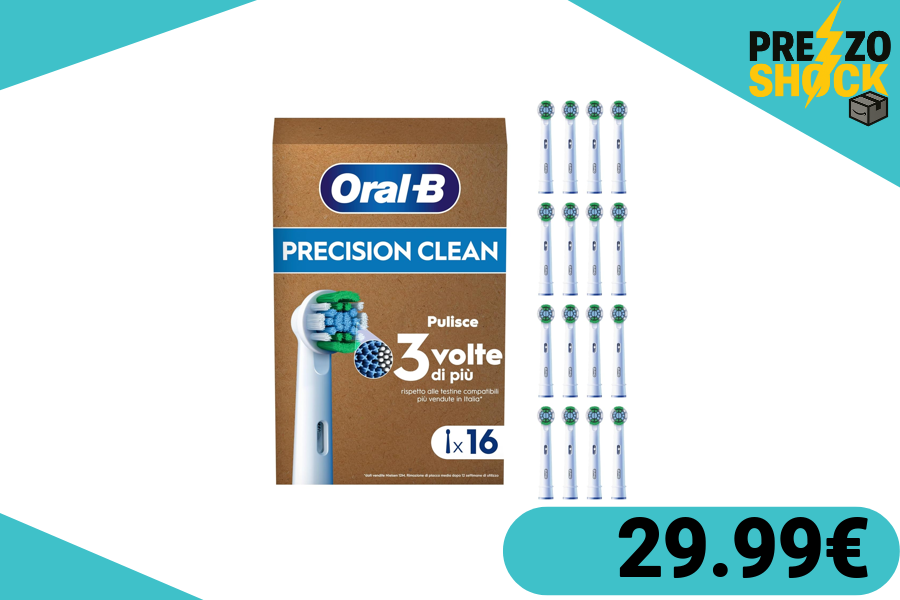 PREZZO
SHOCK
Oral-B
PRECISION CLEAN
Pulisce
3 volte
di più
rispetto alle testine compatibili
più vendute in Italia*
x16
29.99€